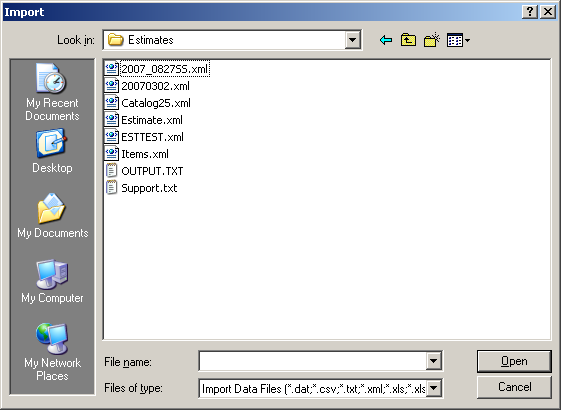 Import
Look in: Estimates
My Recent
Documents
Desktop
My Documents
My Computer
My Network
Places
2007_0827SS.xml
20070302.xml
Catalog25.xml
Estimate.xml
ESTTEST.xml
Items.xml
OUTPUT.TXT
Support.txt
File name:
Open
Files of type: Import Data Files (*.dat;*.csv;*.txt;*.xml;*.xls;*.xls
Cancel